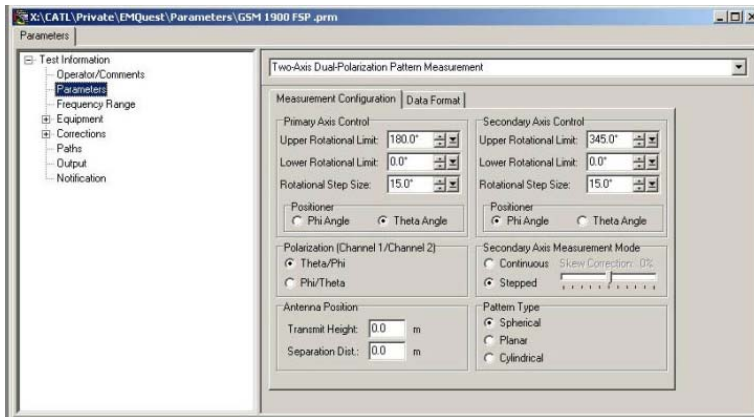 X:\CATL\Private\EMQuest\Parameters\GSM 1900 FSP .prm
Parameters
Test Information
Operator/Comments
Parameters
Frequency Range
Equipment
Corrections
Paths
Output
Notification
Two-Axis Dual-Polarization Pattern Measurement
Measurement Configuration Data Format
Primary Axis Control
Upper Rotational Limit: 180.0°
Lower Rotational Limit: 0.0°
Rotational Step Size: 15.0°
Positioner
Phi Angle Theta Angle
Secondary Axis Control
Upper Rotational Limit: 345.0°
Lower Rotational Limit: 0.0°
Rotational Step Size: 15.0°
Positioner
Phi Angle Theta Angle
Polarization (Channel 1/Channel 2)
Theta/Phi
Phi/Theta
Secondary Axis Measurement Mode
Continuous Skew Correction: 0%
Stepped
Antenna Position
Transmit Height: 0.0 m
Separation Dist.: 0.0 m
Pattern Type
Spherical
Planar
Cylindrical